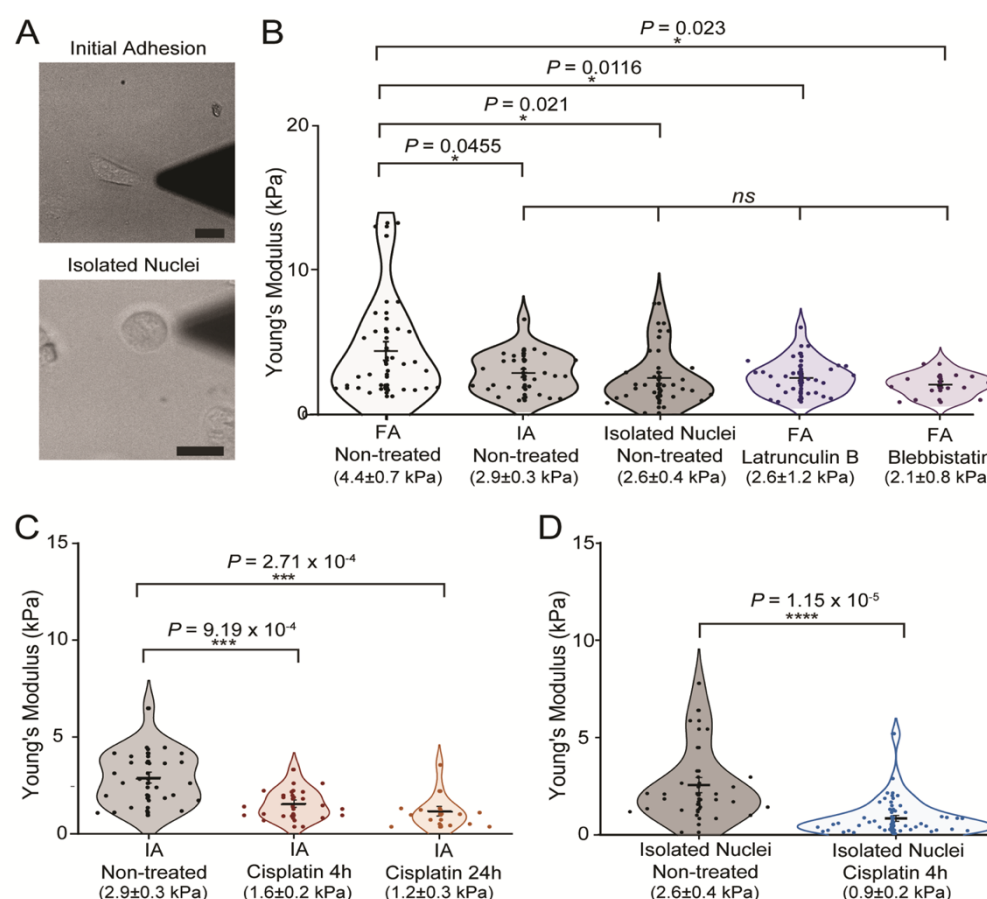 A
Initial Adhesion
Isolated Nuclei
B
P = 0.023
*
P = 0.0116
*
P = 0.021
*
P = 0.0455
*
ns
Young's Modulus (kPa)
20
10
0
FA
Non-treated
(4.4±0.7 kPa)
IA
Non-treated
(2.9±0.3 kPa)
Isolated Nuclei
Non-treated
(2.6±0.4 kPa)
FA
Latrunculin B
(2.6±1.2 kPa)
FA
Blebbistatin
(2.1±0.8 kPa)
C
P = 2.71 x 10-4
***
P = 9.19 x 10-4
***
Young's Modulus (kPa)
15
10
5
0
IA
Non-treated
(2.9±0.3 kPa)
IA
Cisplatin 4h
(1.6±0.2 kPa)
IA
Cisplatin 24h
(1.2±0.3 kPa)
D
P = 1.15 x 10-5
****
Young's Modulus (kPa)
15
10
5
0
Isolated Nuclei
Non-treated
(2.6±0.4 kPa)
Isolated Nuclei
Cisplatin 4h
(0.9±0.2 kPa)